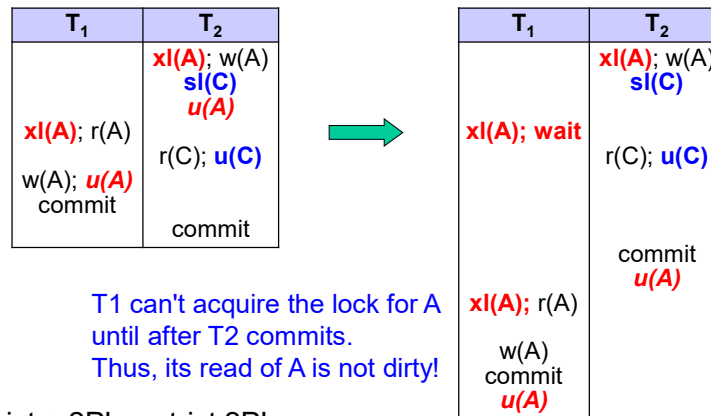 T1 T2
xl(A); w(A)
sl(C)
u(A)
xl(A); r(A)
r(C); u(C)
w(A); u(A)
commit
commit
T1 T2
xl(A); w(A)
sl(C)
xl(A); wait
r(C); u(C)
commit
u(A)
xl(A); r(A)
w(A)
commit
u(A)
T1 can't acquire the lock for A
until after T2 commits.
Thus, its read of A is not dirty!